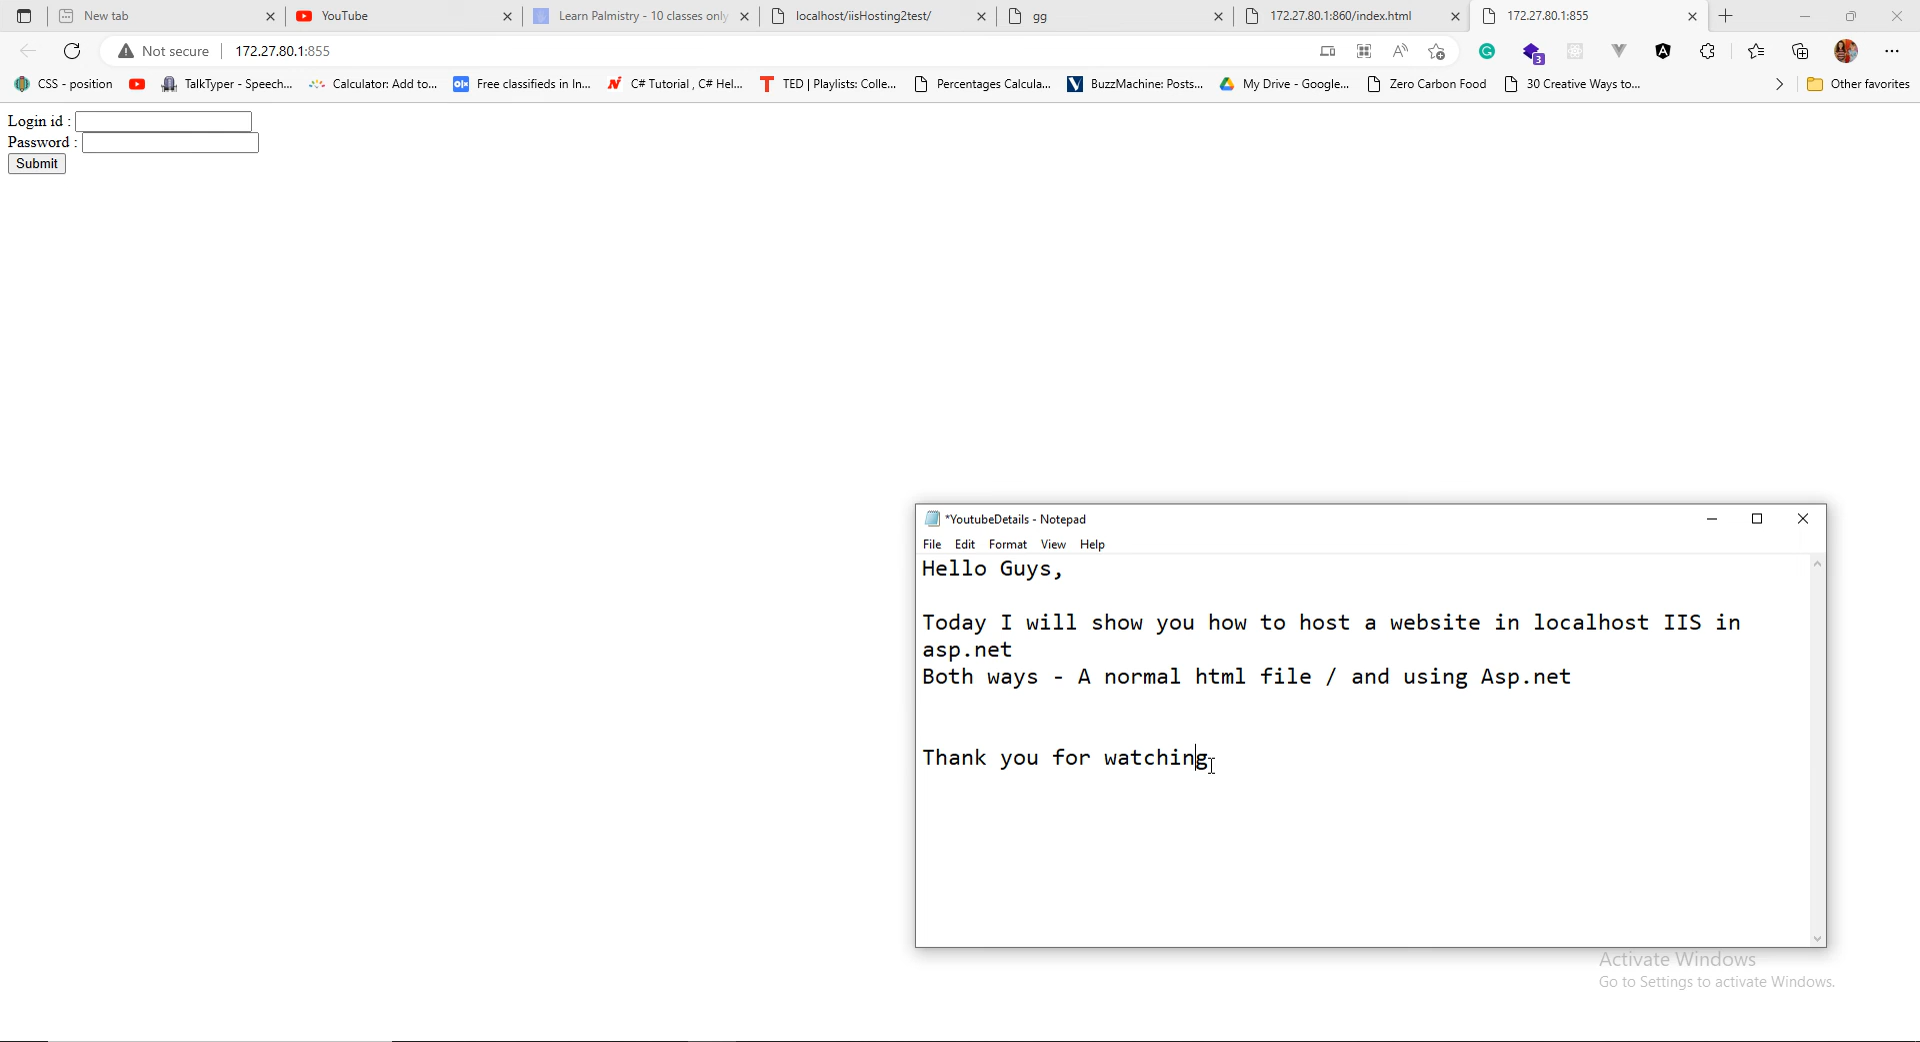 New tab
YouTube
Learn Palmistry - 10 classes only
localhost/iisHosting2test/
gg
172.27.80.1:860/index.html
172.27.80.1:855
Not secure
172.27.80.1:855
3
CSS - position
TalkTyper - Speech...
Calculator: Add to...
Free classifieds in In...
C# Tutorial , C# Hel...
TED | Playlists: Colle...
Percentages Calcula...
BuzzMachine: Posts...
My Drive - Google...
Zero Carbon Food
30 Creative Ways to...
Other favorites
Login id :
Password :
Submit
*YoutubeDetails - Notepad
File Edit Format View Help
Hello Guys,
Today I will show you how to host a website in localhost IIS in
asp.net
Both ways - A normal html file / and using Asp.net
Thank you for watching
Activate Windows
Go to Settings to activate Windows.